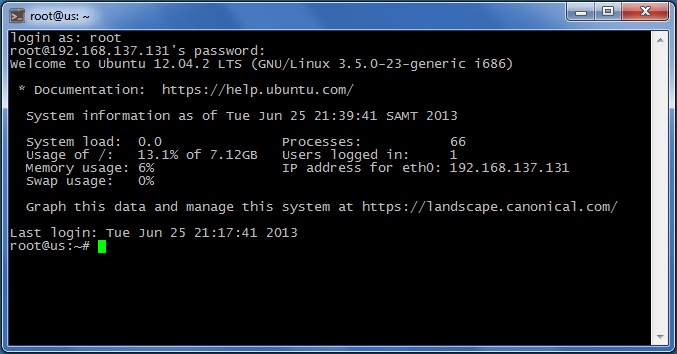 root@us: ~
login as: root
root@192.168.137.131's password:
Welcome to Ubuntu 12.04.2 LTS (GNU/Linux 3.5.0-23-generic i686)
* Documentation:  https://help.ubuntu.com/
System information as of Tue Jun 25 21:39:41 SAMT 2013
System load:  0.0               Processes:           66
Usage of /:   13.1% of 7.12GB   Users logged in:     1
Memory usage: 6%                IP address for eth0: 192.168.137.131
Swap usage:   0%
Graph this data and manage this system at https://landscape.canonical.com/
Last login: Tue Jun 25 21:17:41 2013
root@us:~#